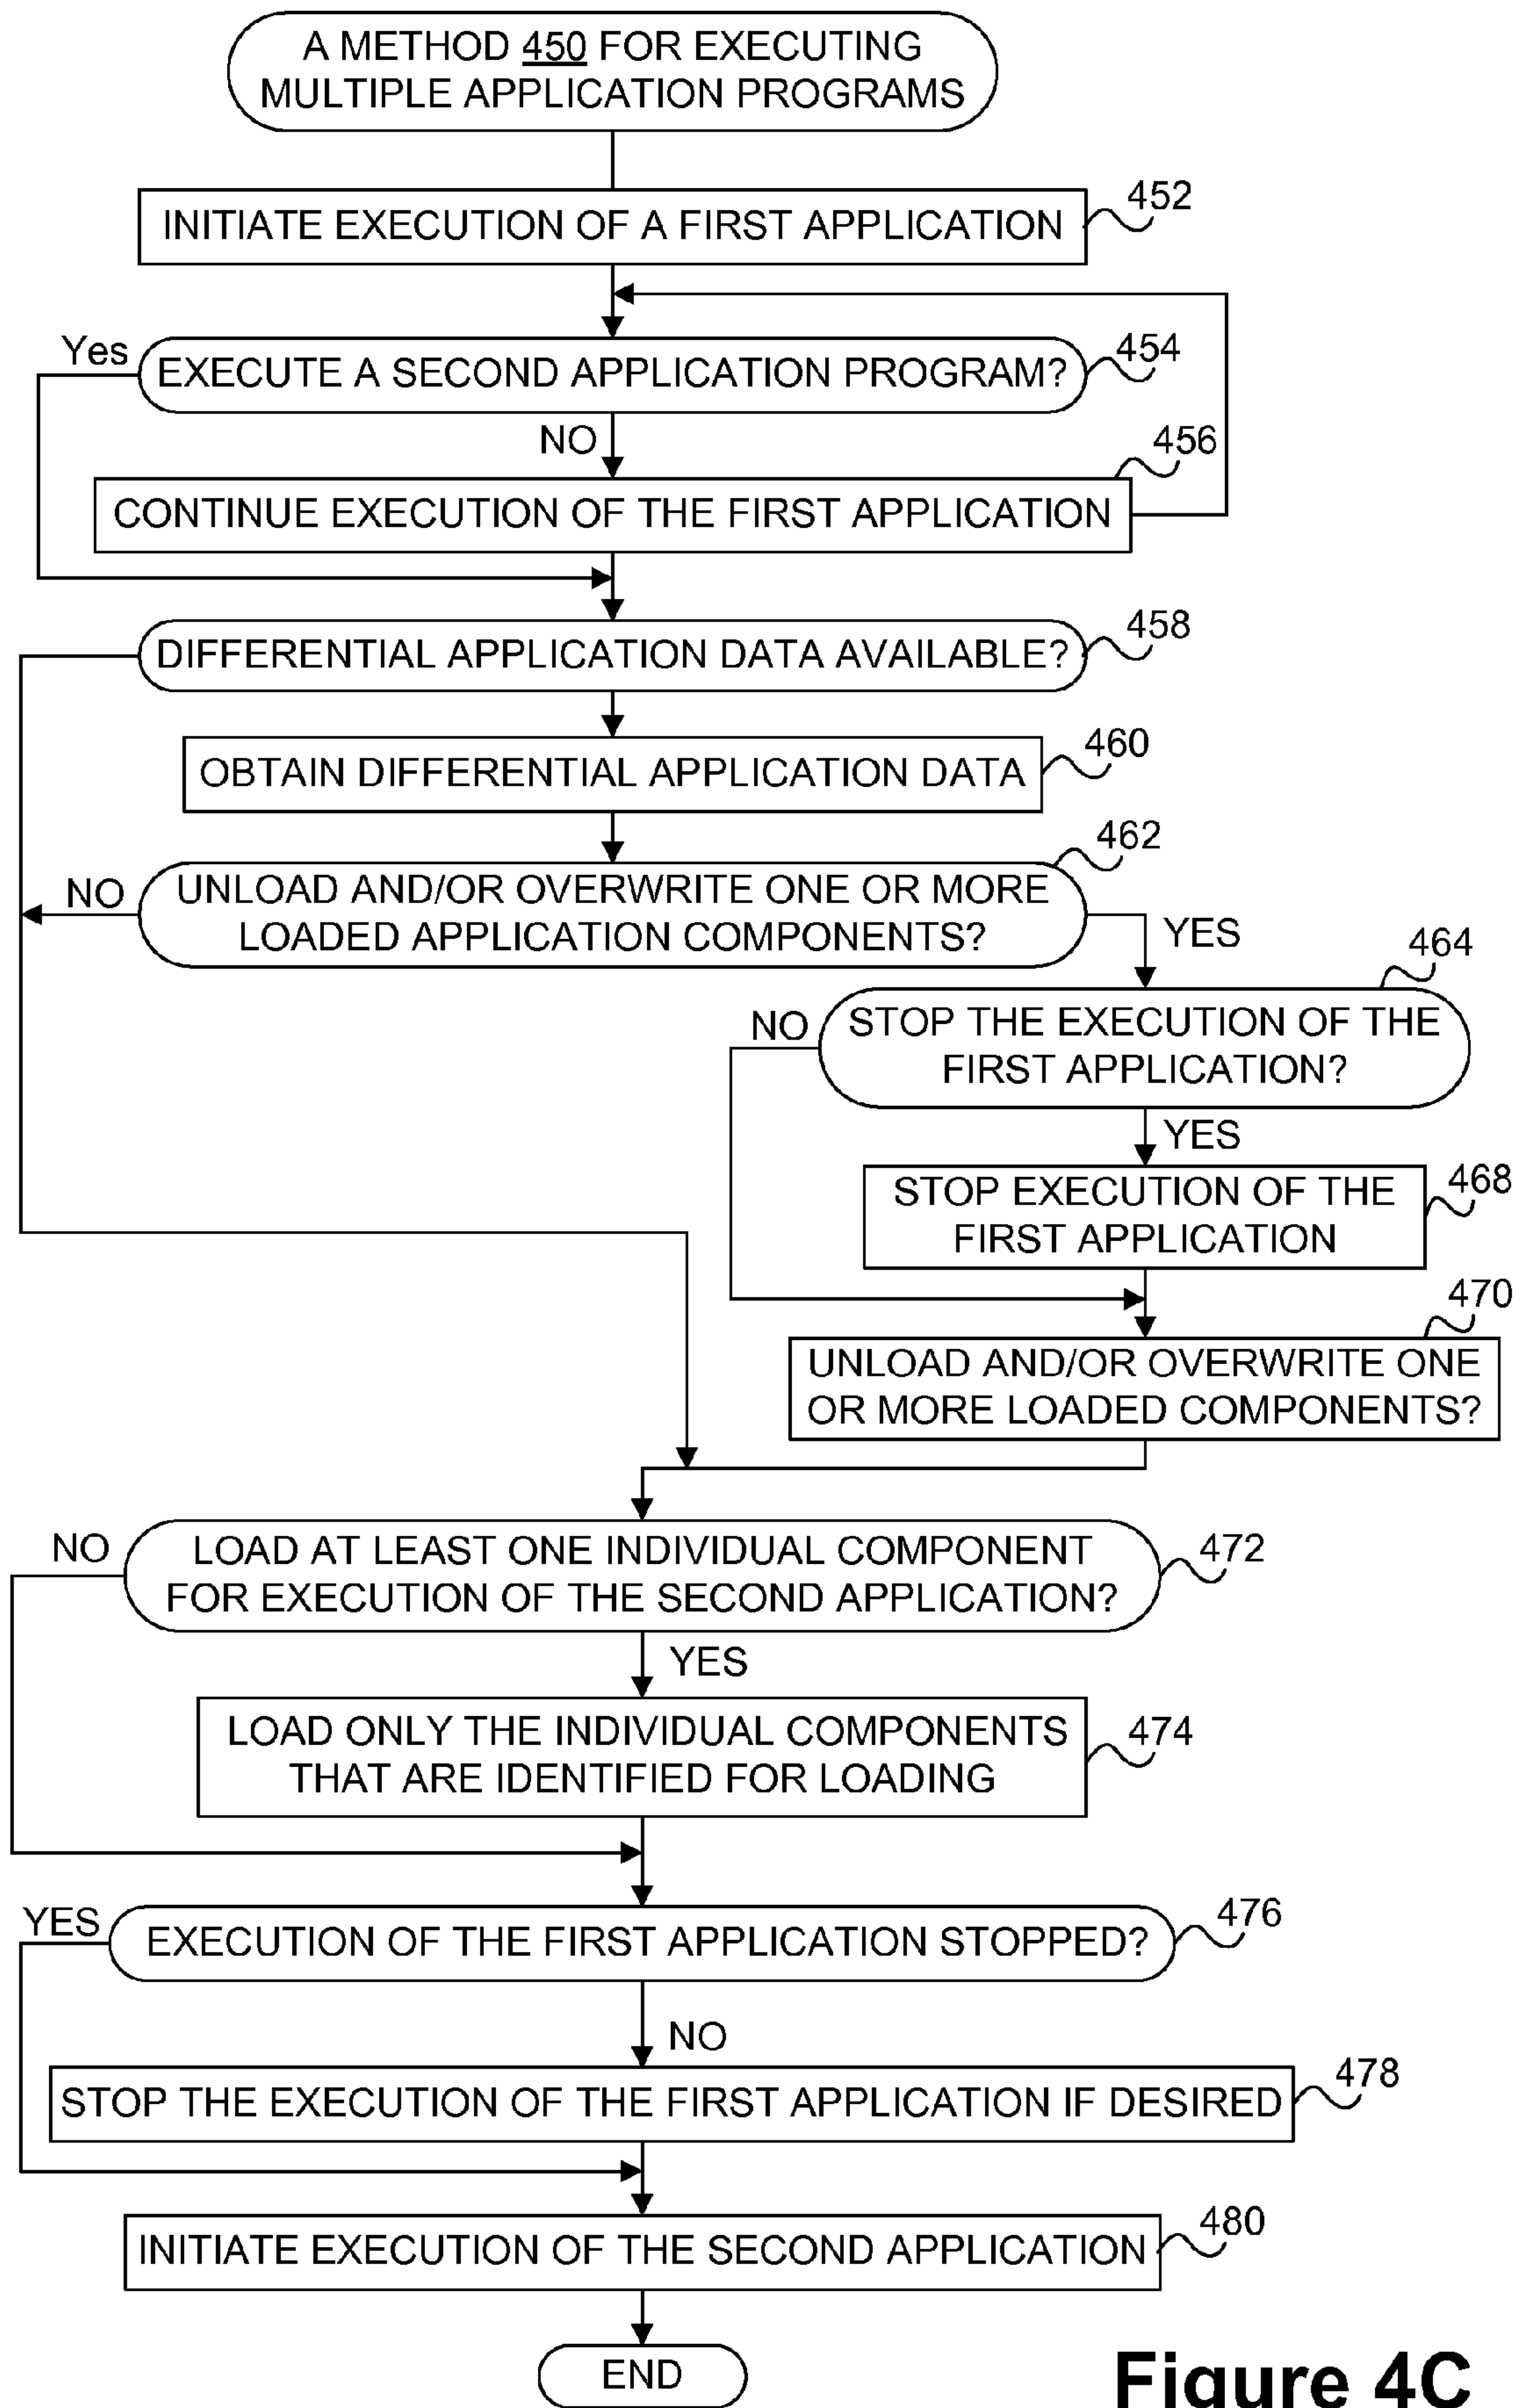 A METHOD 450 FOR EXECUTING
MULTIPLE APPLICATION PROGRAMS
INITIATE EXECUTION OF A FIRST APPLICATION
452
Yes
EXECUTE A SECOND APPLICATION PROGRAM?
454
NO
456
CONTINUE EXECUTION OF THE FIRST APPLICATION
DIFFERENTIAL APPLICATION DATA AVAILABLE?
458
OBTAIN DIFFERENTIAL APPLICATION DATA
460
462
NO
UNLOAD AND/OR OVERWRITE ONE OR MORE
LOADED APPLICATION COMPONENTS?
YES
464
NO
STOP THE EXECUTION OF THE
FIRST APPLICATION?
YES
STOP EXECUTION OF THE
FIRST APPLICATION
468
470
UNLOAD AND/OR OVERWRITE ONE
OR MORE LOADED COMPONENTS?
NO
LOAD AT LEAST ONE INDIVIDUAL COMPONENT
FOR EXECUTION OF THE SECOND APPLICATION?
472
YES
LOAD ONLY THE INDIVIDUAL COMPONENTS
THAT ARE IDENTIFIED FOR LOADING
474
YES
EXECUTION OF THE FIRST APPLICATION STOPPED?
476
NO
STOP THE EXECUTION OF THE FIRST APPLICATION IF DESIRED
478
INITIATE EXECUTION OF THE SECOND APPLICATION
480
END
Figure 4C